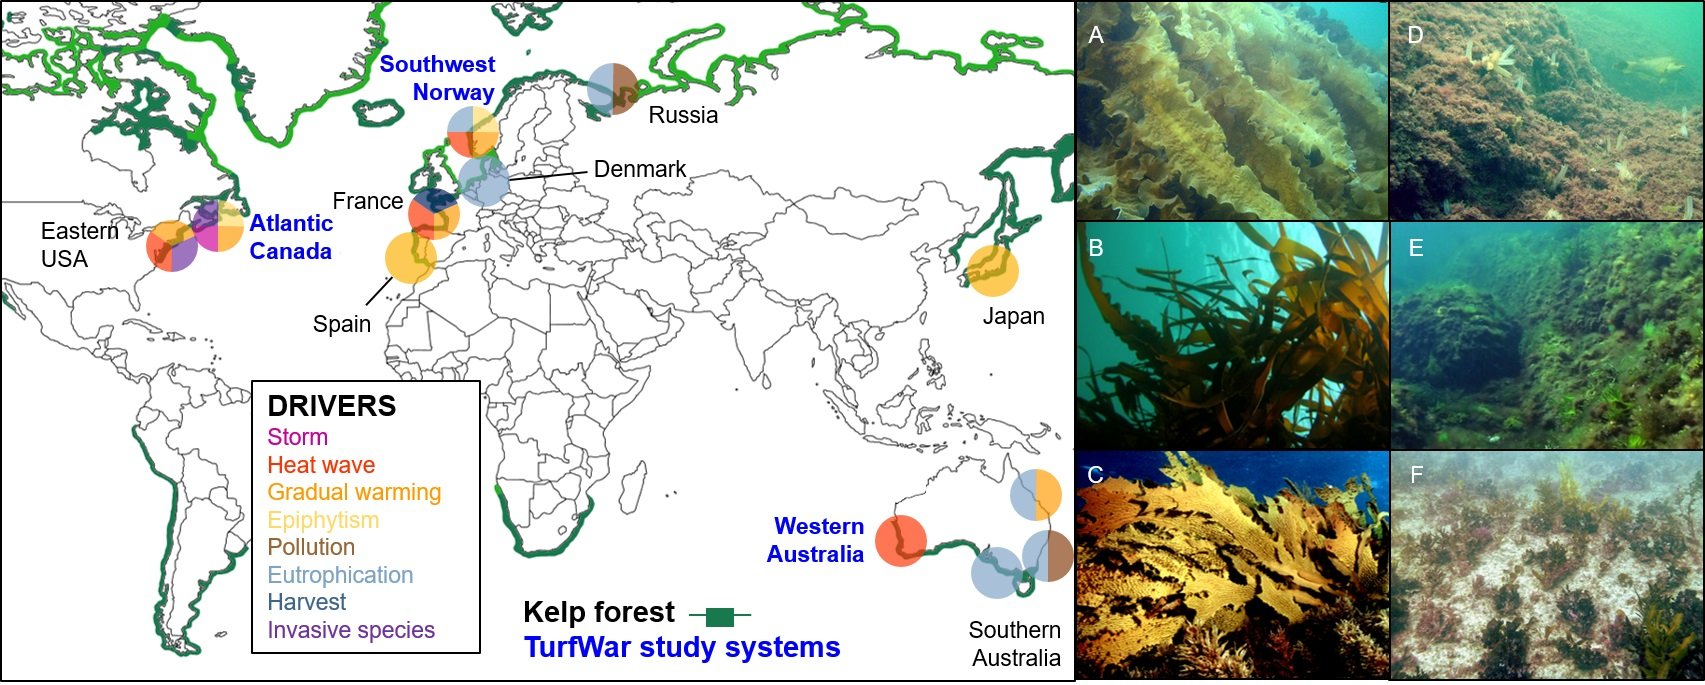 Southwest
Norway
Russia
Denmark
France
Eastern
USA
Atlantic
Canada
Spain
Japan
DRIVERS
Storm
Heat wave
Gradual warming
Epiphytism
Pollution
Eutrophication
Harvest
Invasive species
Western
Australia
Kelp forest
TurfWar study systems
Southern
Australia
A
D
B
E
C
F